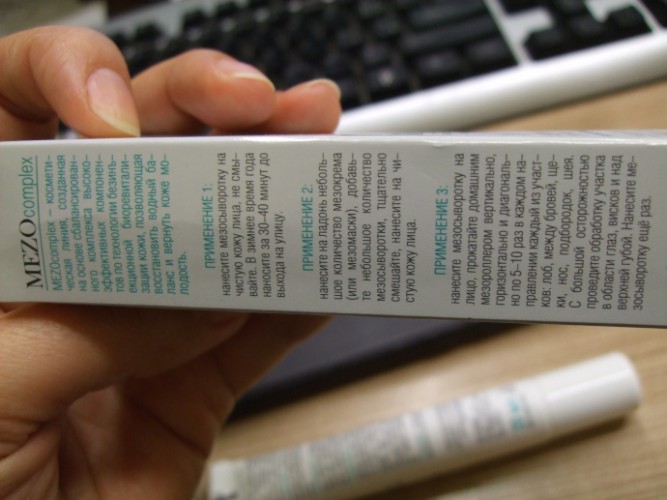 MEZOcomplex
MEZOcomplex – космети-
ческая линия, созданная
на основе сбалансирован-
ного комплекса высоко-
эффективных компонен-
тов по технологии безинъ-
екционной биоревитали-
зации кожи, позволяющая
восстановить водный ба-
ланс и вернуть коже мо-
лодость.
ПРИМЕНЕНИЕ 1:
нанесите мезосыворотку на
чистую кожу лица, не смы-
вайте. В зимнее время года
наносите за 30-40 минут до
выхода на улицу.
ПРИМЕНЕНИЕ 2:
нанесите на ладонь неболь-
шое количество мезокрема
(или мезомаски), добавь-
те небольшое количество
мезосыворотки, тщательно
смешайте, нанесите на чи-
стую кожу лица.
ПРИМЕНЕНИЕ 3:
нанесите мезосыворотку на
лицо, прокатайте домашним
мезороллером вертикально,
горизонтально и диагональ-
но по 5-10 раз в каждом на-
правлении каждый из участ-
ков: лоб, между бровей, ще-
ки, нос, подбородок, шея.
С большой осторожностью
проведите обработку участка
в области глаз, висков и над
верхней губой. Нанесите ме-
зосыворотку ещё раз.